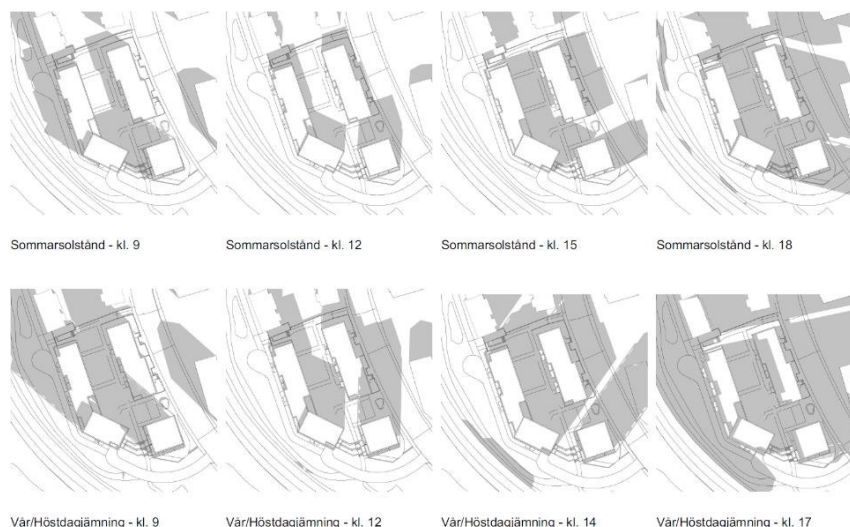 Sommarsolstånd - kl. 9
Sommarsolstånd - kl. 12
Sommarsolstånd - kl. 15
Sommarsolstånd - kl. 18
Vår/Höstdagjämning - kl. 9
Vår/Höstdagjämning - kl. 12
Vår/Höstdagjämning - kl. 14
Vår/Höstdagjämning - kl. 17